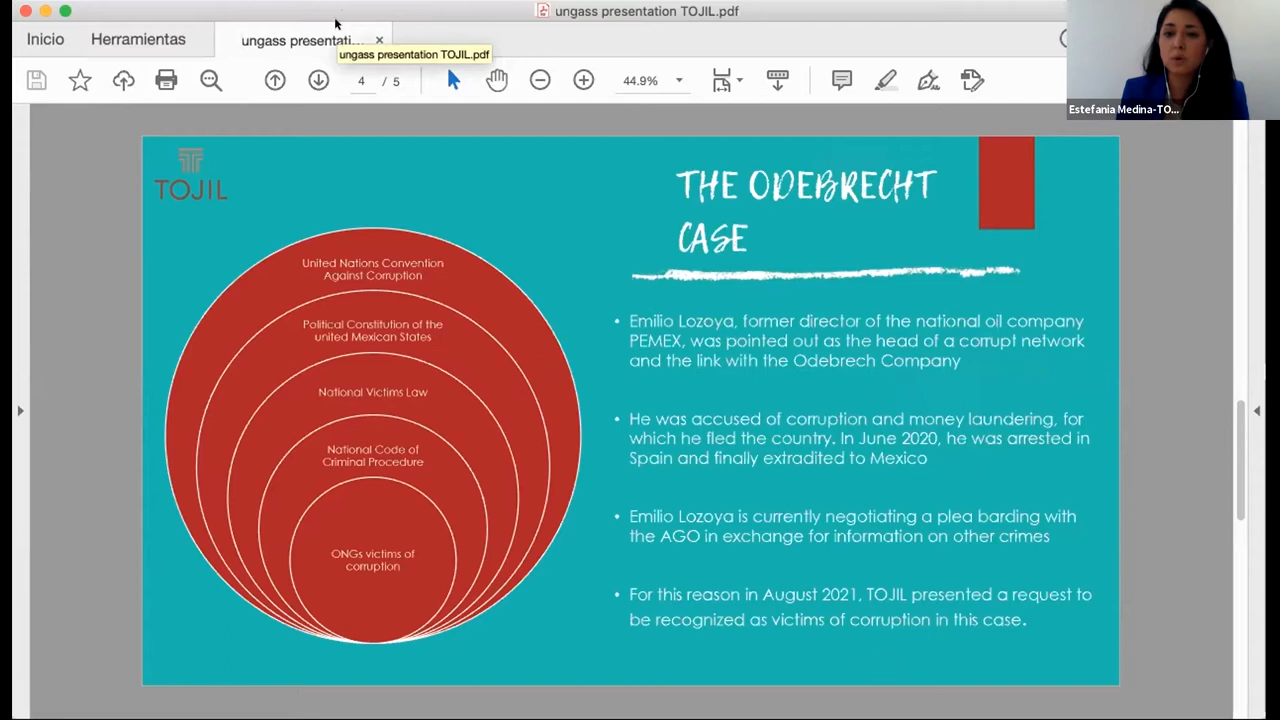 ungass presentation TOJIL.pdf
Inicio
Herramientas
ungass presentati...
ungass presentation TOJIL.pdf
4 / 5
44.9%
Estefania Medina-TO...
TOJIL
THE ODEBRECHT
CASE
United Nations Convention
Against Corruption
Political Constitution of the
united Mexican States
National Victims Law
National Code of
Criminal Procedure
ONGs victims of
corruption
• Emilio Lozoya, former director of the national oil company
PEMEX, was pointed out as the head of a corrupt network
and the link with the Odebrech Company
• He was accused of corruption and money laundering, for
which he fled the country. In June 2020, he was arrested in
Spain and finally extradited to Mexico
• Emilio Lozoya is currently negotiating a plea barding with
the AGO in exchange for information on other crimes
• For this reason in August 2021, TOJIL presented a request to
be recognized as victims of corruption in this case.